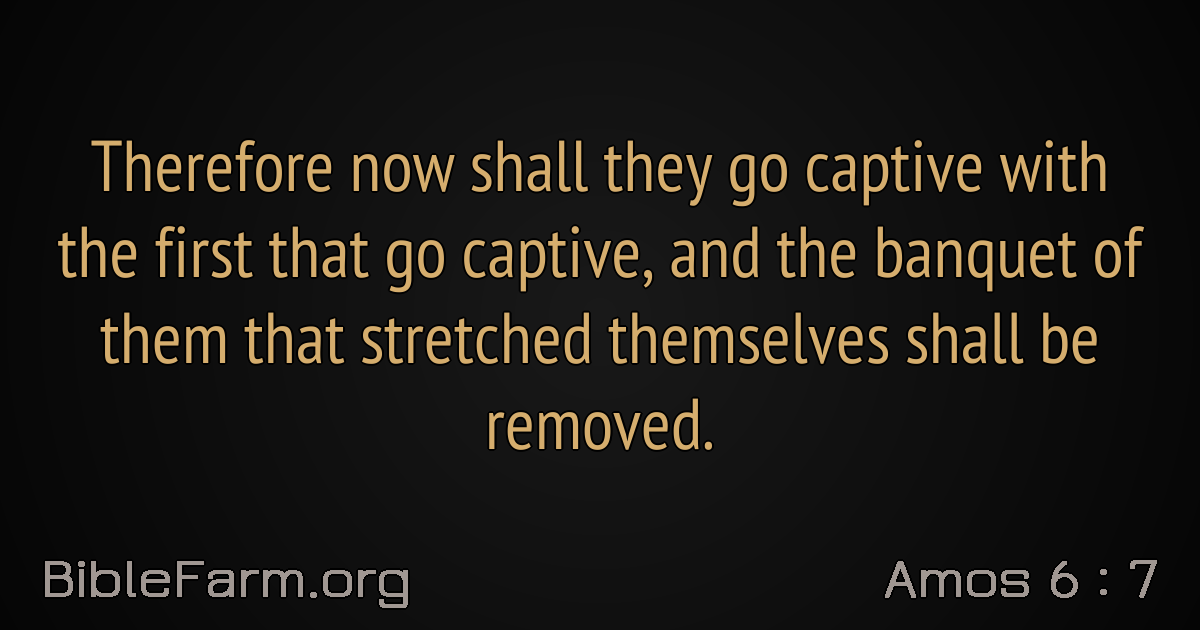 Therefore now shall they go captive with
the first that go captive, and the banquet of
them that stretched themselves shall be
removed.
BibleFarm.org
Amos 6 : 7